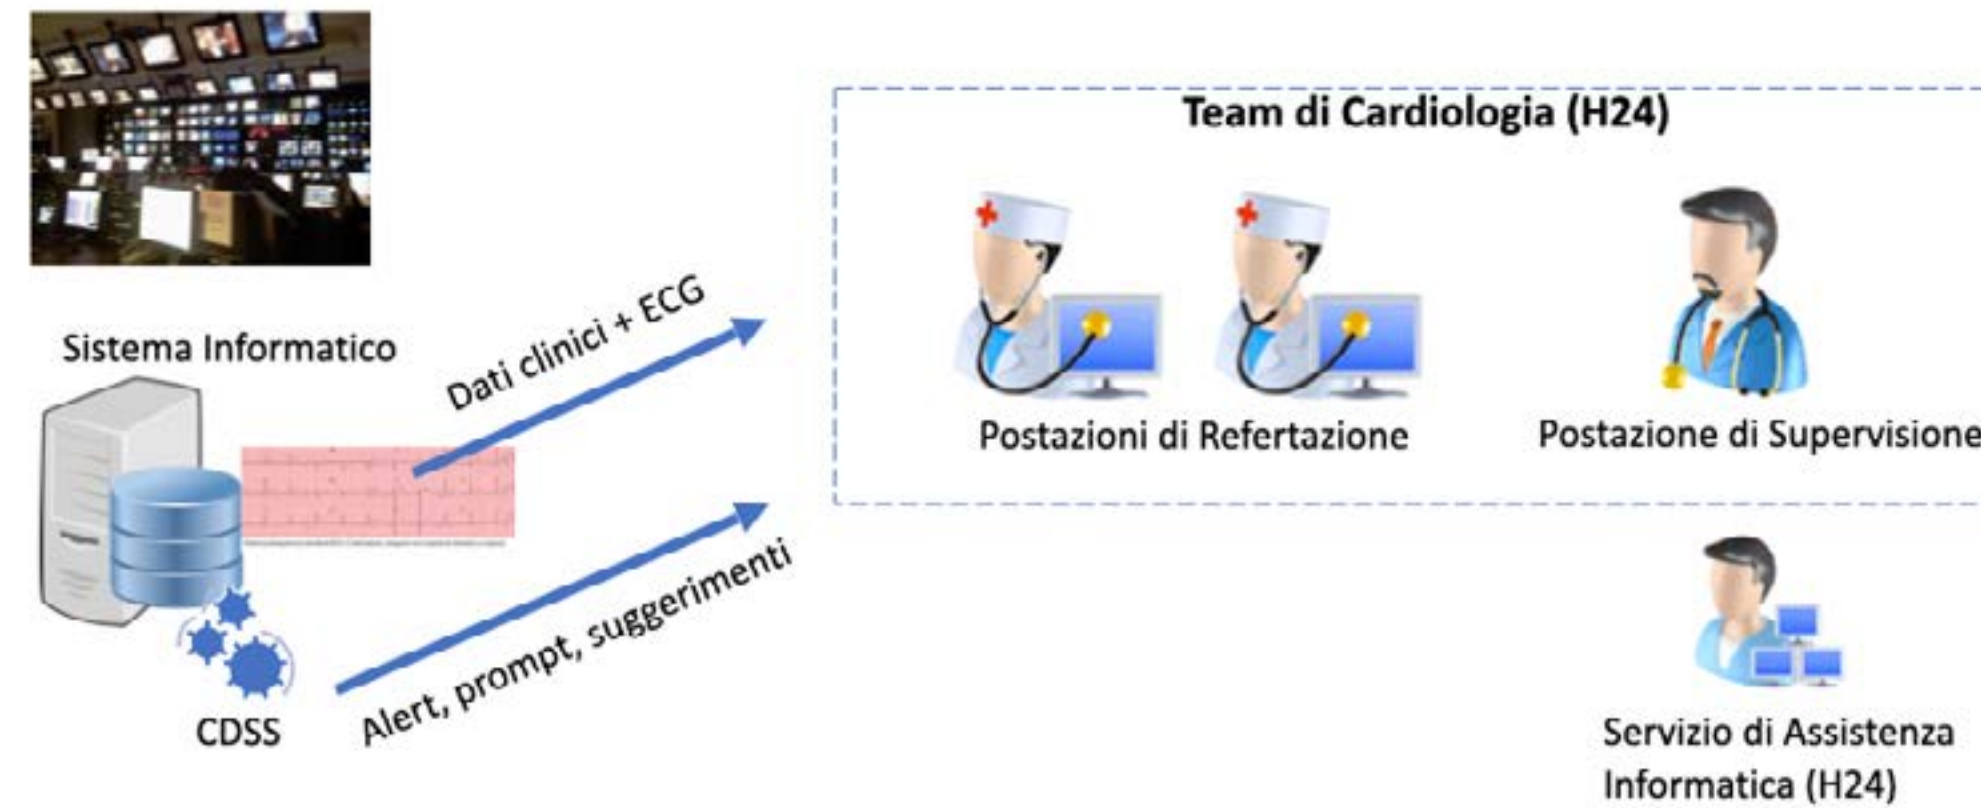 Team di Cardiologia (H24)
Sistema Informatico
Dati clinici + ECG
Postazioni di Refertazione
Postazione di Supervisione
Alert, prompt, suggerimenti
CDSS
Servizio di Assistenza
Informatica (H24)